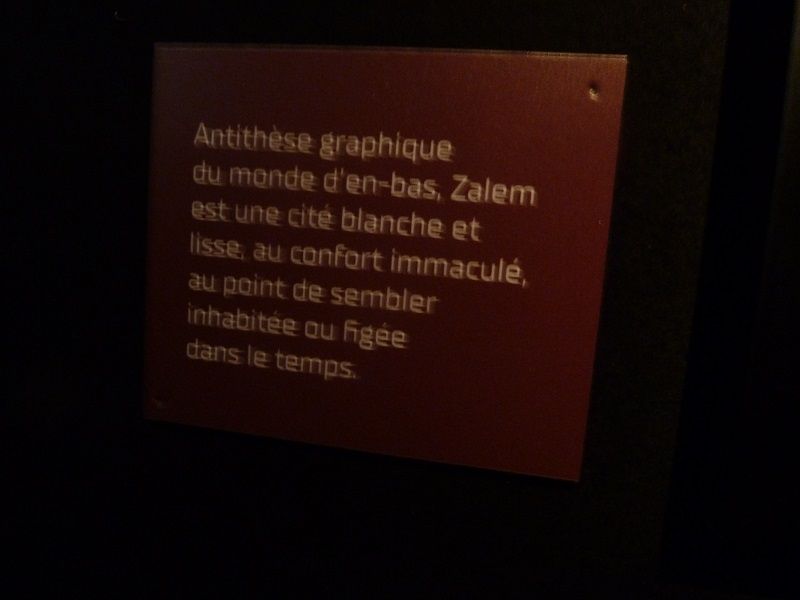 Antithèse graphique
du monde d'en-bas, Zalem
est une cité blanche et
lisse, au confort immaculé,
au point de sembler
inhabitée ou figée
dans le temps.